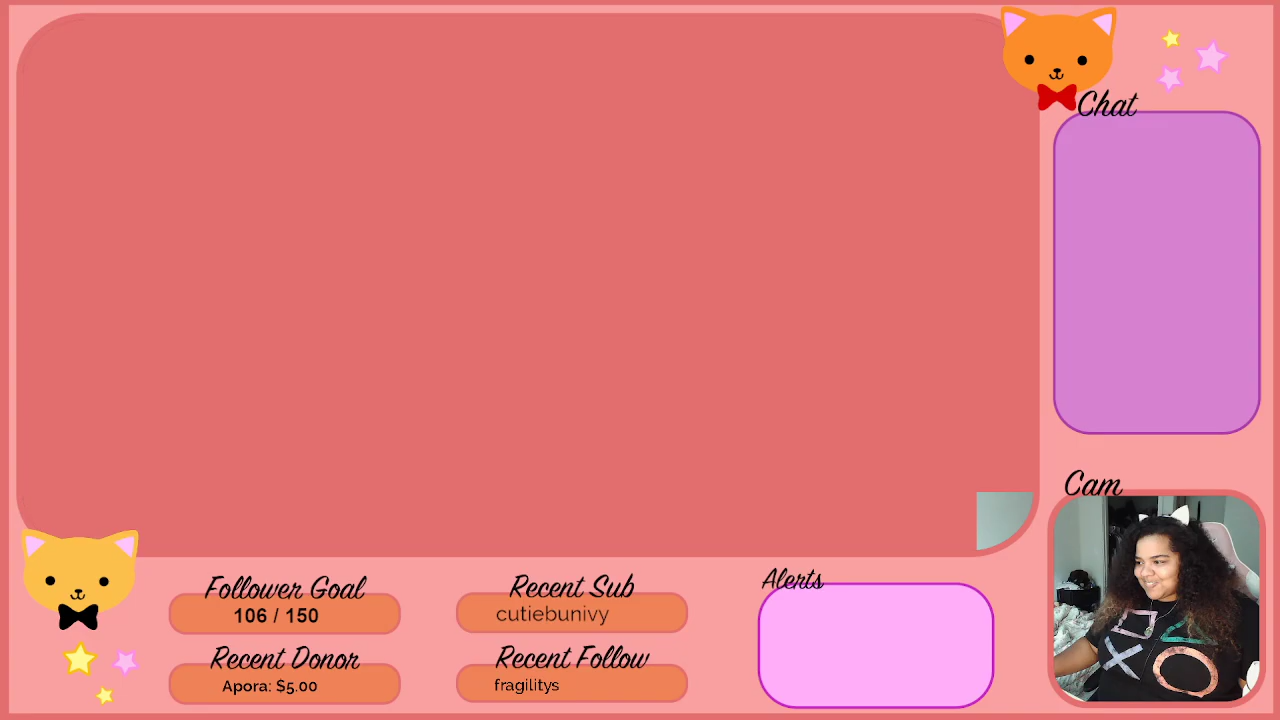 Chat
Cam
Follower Goal
106 / 150
Recent Sub
cutiebunivy
Alerts
Recent Donor
Apora: $5.00
Recent Follow
fragilitys